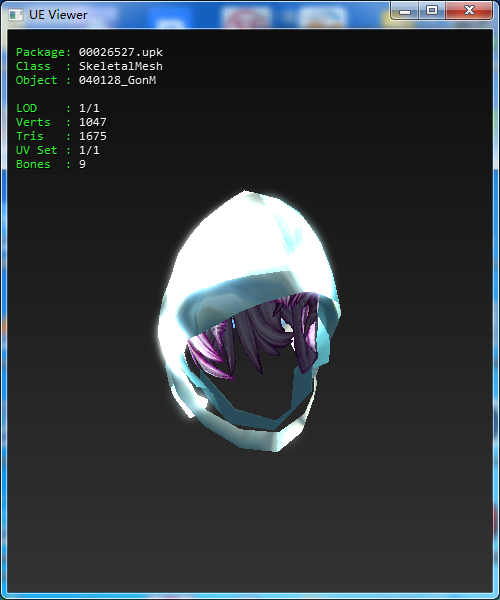 UE Viewer
Package: 00026527.upk
Class : SkeletalMesh
Object : 040128_GonM
LOD : 1/1
Verts : 1047
Tris : 1675
UV Set : 1/1
Bones : 9